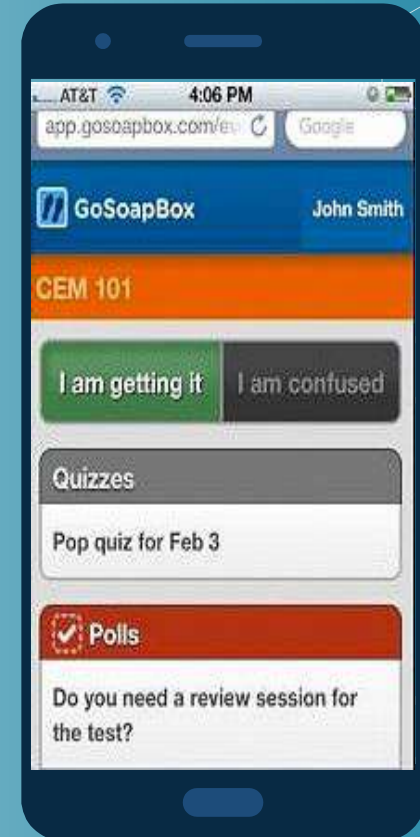 AT&T 4:06 PM
app.gosoapbox.com/ev Google
GoSoapBox John Smith
CEM 101
I am getting it I am confused
Quizzes
Pop quiz for Feb 3
Polls
Do you need a review session for
the test?